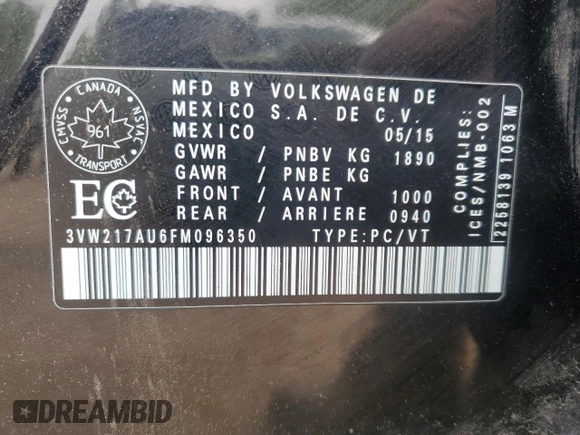 MFD BY VOLKSWAGEN DE
MEXICO S.A. DE C.V.
MEXICO 05/15
GVWR / PNBV KG 1890
GAWR / PNBE KG
FRONT / AVANT 1000
REAR / ARRIERE 0940
3VW217AU6FM096350 TYPE:PC/VT
CANADA
CMVSS
NSVAC
961
TRANSPORT
EC
COMPLIES:
ICES/NMB-002
2258139 1063 M
DREAMBID